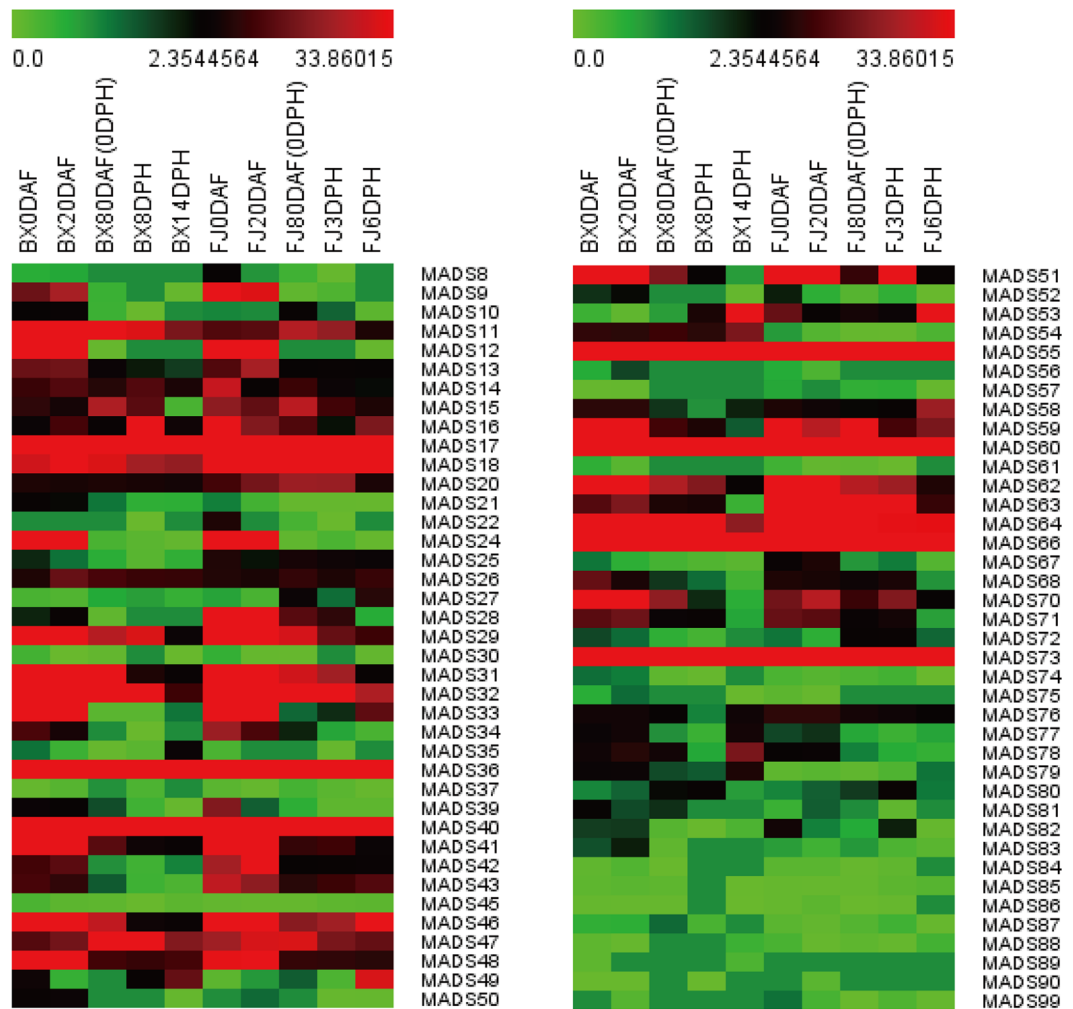 0.0 2.3544564 33.86015
BX0DAF
BX20DAF
BX80DAF(0DPH)
BX8DPH
BX14DPH
FJ0DAF
FJ20DAF
FJ80DAF(0DPH)
FJ3DPH
FJ6DPH
MADS8
MADS9
MADS10
MADS11
MADS12
MADS13
MADS14
MADS15
MADS16
MADS17
MADS18
MADS20
MADS21
MADS22
MADS24
MADS25
MADS26
MADS27
MADS28
MADS29
MADS30
MADS31
MADS32
MADS33
MADS34
MADS35
MADS36
MADS37
MADS39
MADS40
MADS41
MADS42
MADS43
MADS45
MADS46
MADS47
MADS48
MADS49
MADS50
0.0 2.3544564 33.86015
BX0DAF
BX20DAF
BX80DAF(0DPH)
BX8DPH
BX14DPH
FJ0DAF
FJ20DAF
FJ80DAF(0DPH)
FJ3DPH
FJ6DPH
MADS51
MADS52
MADS53
MADS54
MADS55
MADS56
MADS57
MADS58
MADS59
MADS60
MADS61
MADS62
MADS63
MADS64
MADS66
MADS67
MADS68
MADS70
MADS71
MADS72
MADS73
MADS74
MADS75
MADS76
MADS77
MADS78
MADS79
MADS80
MADS81
MADS82
MADS83
MADS84
MADS85
MADS86
MADS87
MADS88
MADS89
MADS90
MADS99